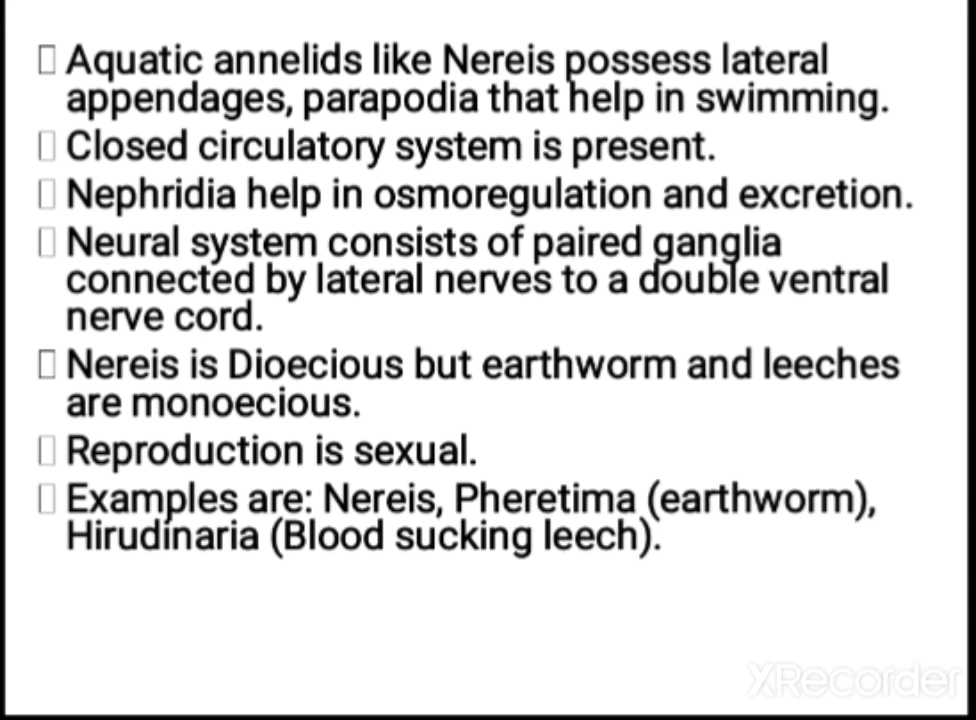 Aquatic annelids like Nereis possess lateral
appendages, parapodia that help in swimming.
Closed circulatory system is present.
Nephridia help in osmoregulation and excretion.
Neural system consists of paired ganglia
connected by lateral nerves to a double ventral
nerve cord.
Nereis is Dioecious but earthworm and leeches
are monoecious.
Reproduction is sexual.
Examples are: Nereis, Pheretima (earthworm),
Hirudinaria (Blood sucking leech).
XRecorder